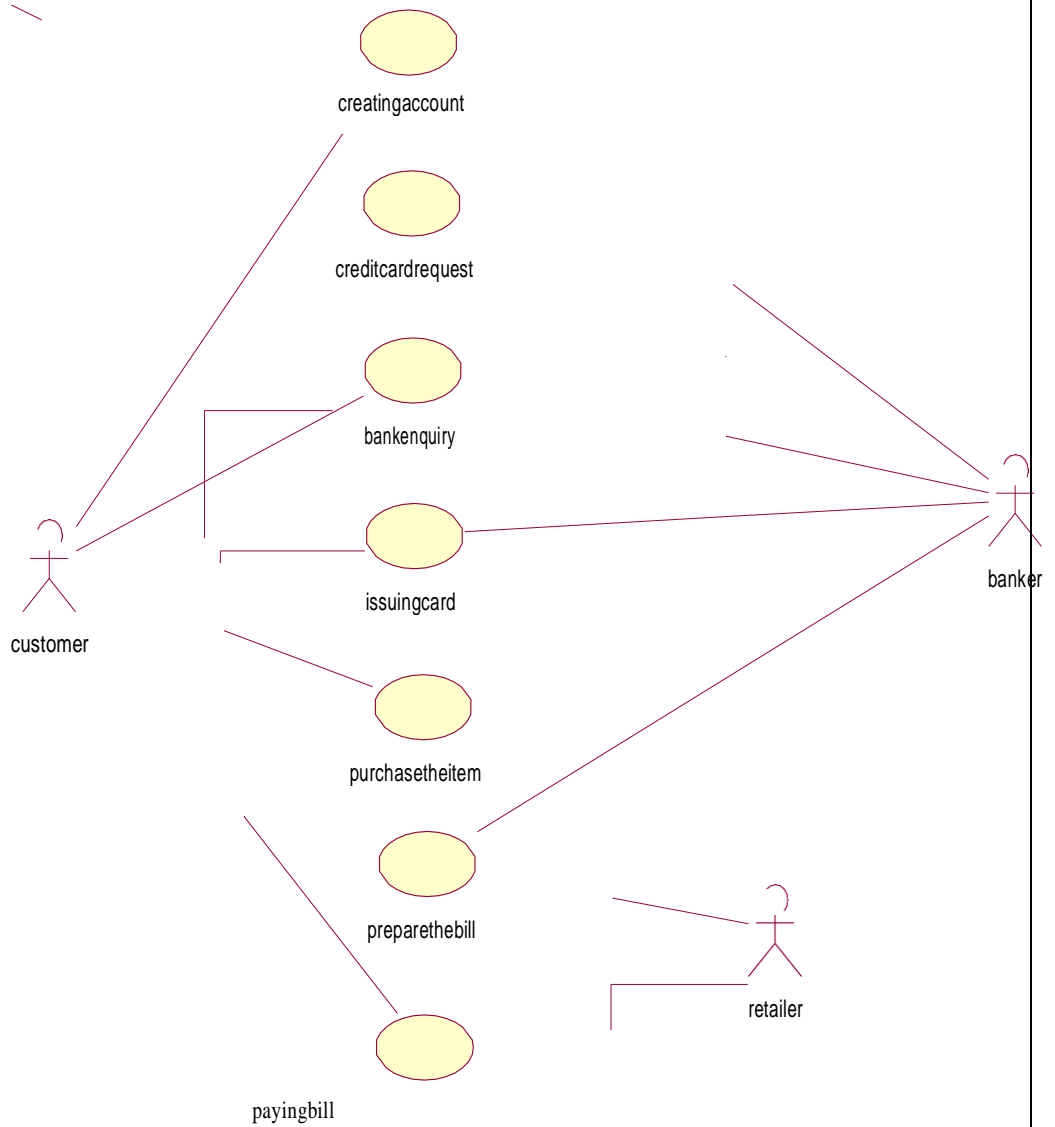 creatingaccount
creditcardrequest
bankenquiry
issuingcard
banker
customer
purchasetheitem
preparethebill
retailer
payingbill